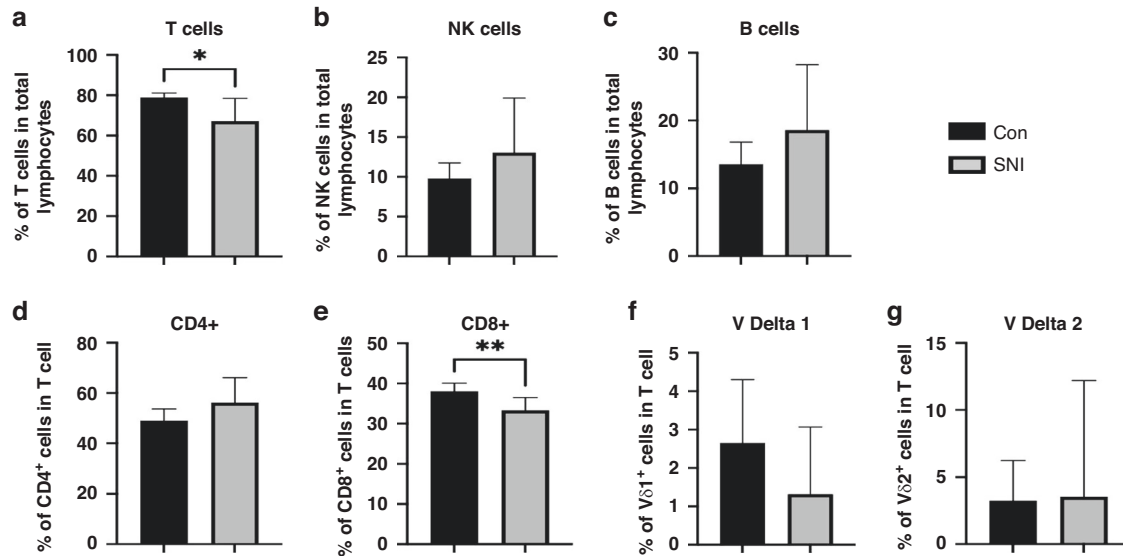 a
T cells
% of T cells in total
lymphocytes
100
80
60
40
20
0
*
b
NK cells
% of NK cells in total
lymphocytes
25
20
15
10
5
0
c
B cells
% of B cells in total
lymphocytes
30
20
10
0
Con
SNI
d
CD4+
% of CD4⁺ cells in T cell
80
60
40
20
0
e
CD8+
% of CD8⁺ cells in T cells
50
40
30
20
10
0
**
f
V Delta 1
% of Vδ1⁺ cells in T cell
5
4
3
2
1
0
g
V Delta 2
% of Vδ2⁺ cells in T cell
15
10
5
0